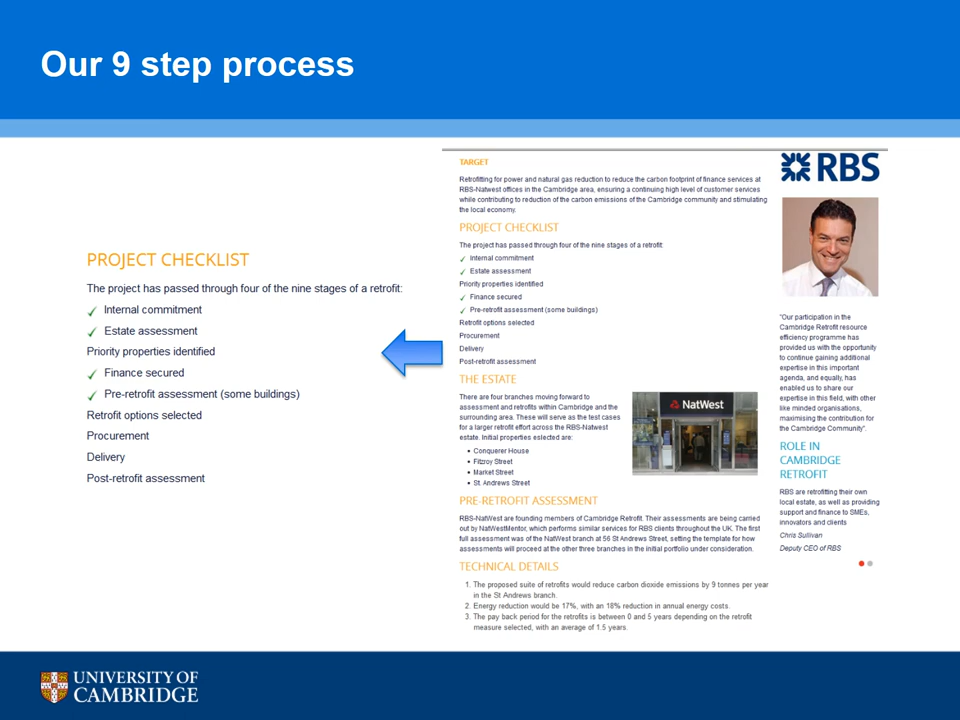 Our 9 step process
PROJECT CHECKLIST
The project has passed through four of the nine stages of a retrofit:
Internal commitment
Estate assessment
Priority properties identified
Finance secured
Pre-retrofit assessment (some buildings)
Retrofit options selected
Procurement
Delivery
Post-retrofit assessment
TARGET
Retrofitting for power and natural gas reduction to reduce the carbon footprint of finance services at
RBS-Natwest offices in the Cambridge area, ensuring a continuing high level of customer services
while contributing to reduction of the carbon emissions of the Cambridge community and stimulating
the local economy.
PROJECT CHECKLIST
The project has passed through four of the nine stages of a retrofit:
Internal commitment
Estate assessment
Priority properties identified
Finance secured
Pre-retrofit assessment (some buildings)
Retrofit options selected
Procurement
Delivery
Post-retrofit assessment
THE ESTATE
There are four branches moving forward to
assessment and retrofits within Cambridge and the
surrounding area. These will serve as the test cases
for a larger retrofit effort across the RBS-Natwest
estate. Initial properties eslected are:
• Conquerer House
• Fitzroy Street
• Market Street
• St. Andrews Street
NatWest
PRE-RETROFIT ASSESSMENT
RBS-NatWest are founding members of Cambridge Retrofit. Their assessments are being carried
out by NatWestMentor, which performs similar services for RBS clients throughout the UK. The first
full assessment was of the NatWest branch at 56 St Andrews Street, setting the template for how
assessments will proceed at the other three branches in the initial portfolio under consideration.
TECHNICAL DETAILS
1. The proposed suite of retrofits would reduce carbon dioxide emissions by 9 tonnes per year
in the St Andrews branch.
2. Energy reduction would be 17%, with an 18% reduction in annual energy costs.
3. The pay back period for the retrofits is between 0 and 5 years depending on the retrofit
measure selected, with an average of 1.5 years.
RBS
"Our participation in the
Cambridge Retrofit resource
efficiency programme has
provided us with the opportunity
to continue gaining additional
expertise in this important
agenda, and equally, has
enabled us to share our
expertise in this field, with other
like minded organisations,
maximising the contribution for
the Cambridge Community".
ROLE IN
CAMBRIDGE
RETROFIT
RBS are retrofitting their own
local estate, as well as providing
support and finance to SMEs,
innovators and clients
Chris Sullivan
Deputy CEO of RBS
UNIVERSITY OF
CAMBRIDGE